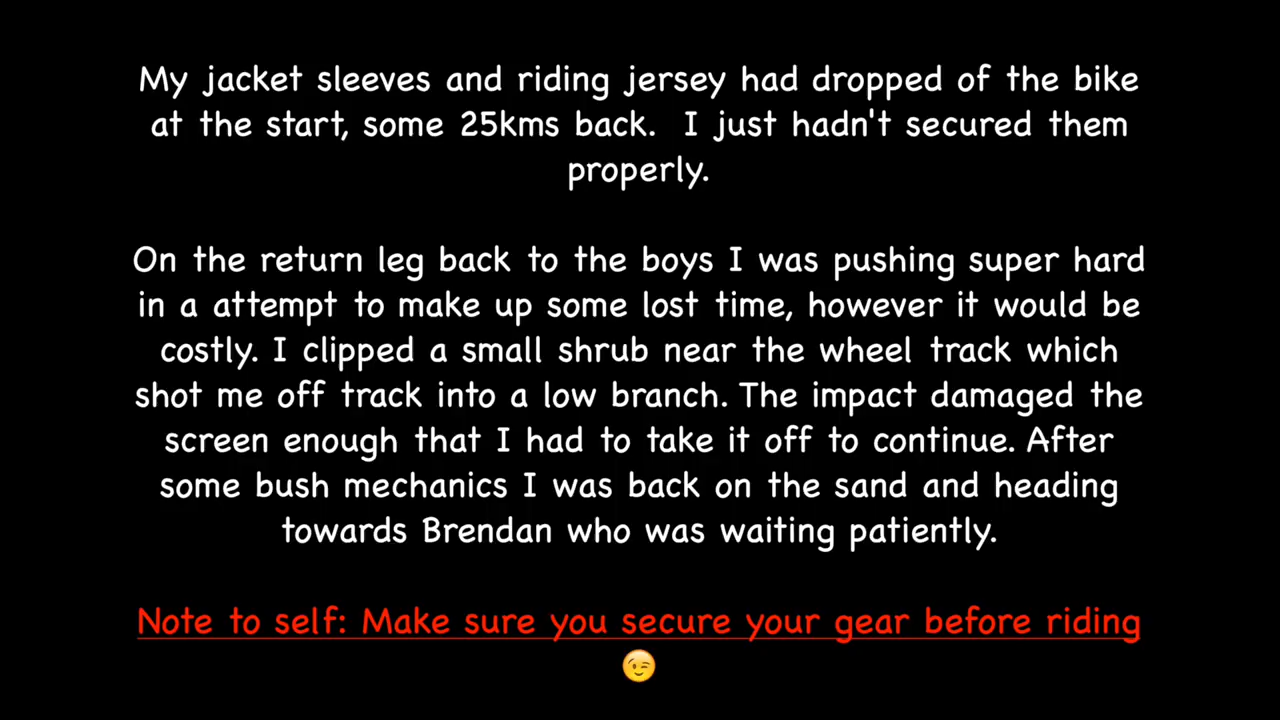 My jacket sleeves and riding jersey had dropped of the bike
at the start, some 25kms back.  I just hadn't secured them
properly.
On the return leg back to the boys I was pushing super hard
in a attempt to make up some lost time, however it would be
costly. I clipped a small shrub near the wheel track which
shot me off track into a low branch. The impact damaged the
screen enough that I had to take it off to continue. After
some bush mechanics I was back on the sand and heading
towards Brendan who was waiting patiently.
Note to self: Make sure you secure your gear before riding
😉